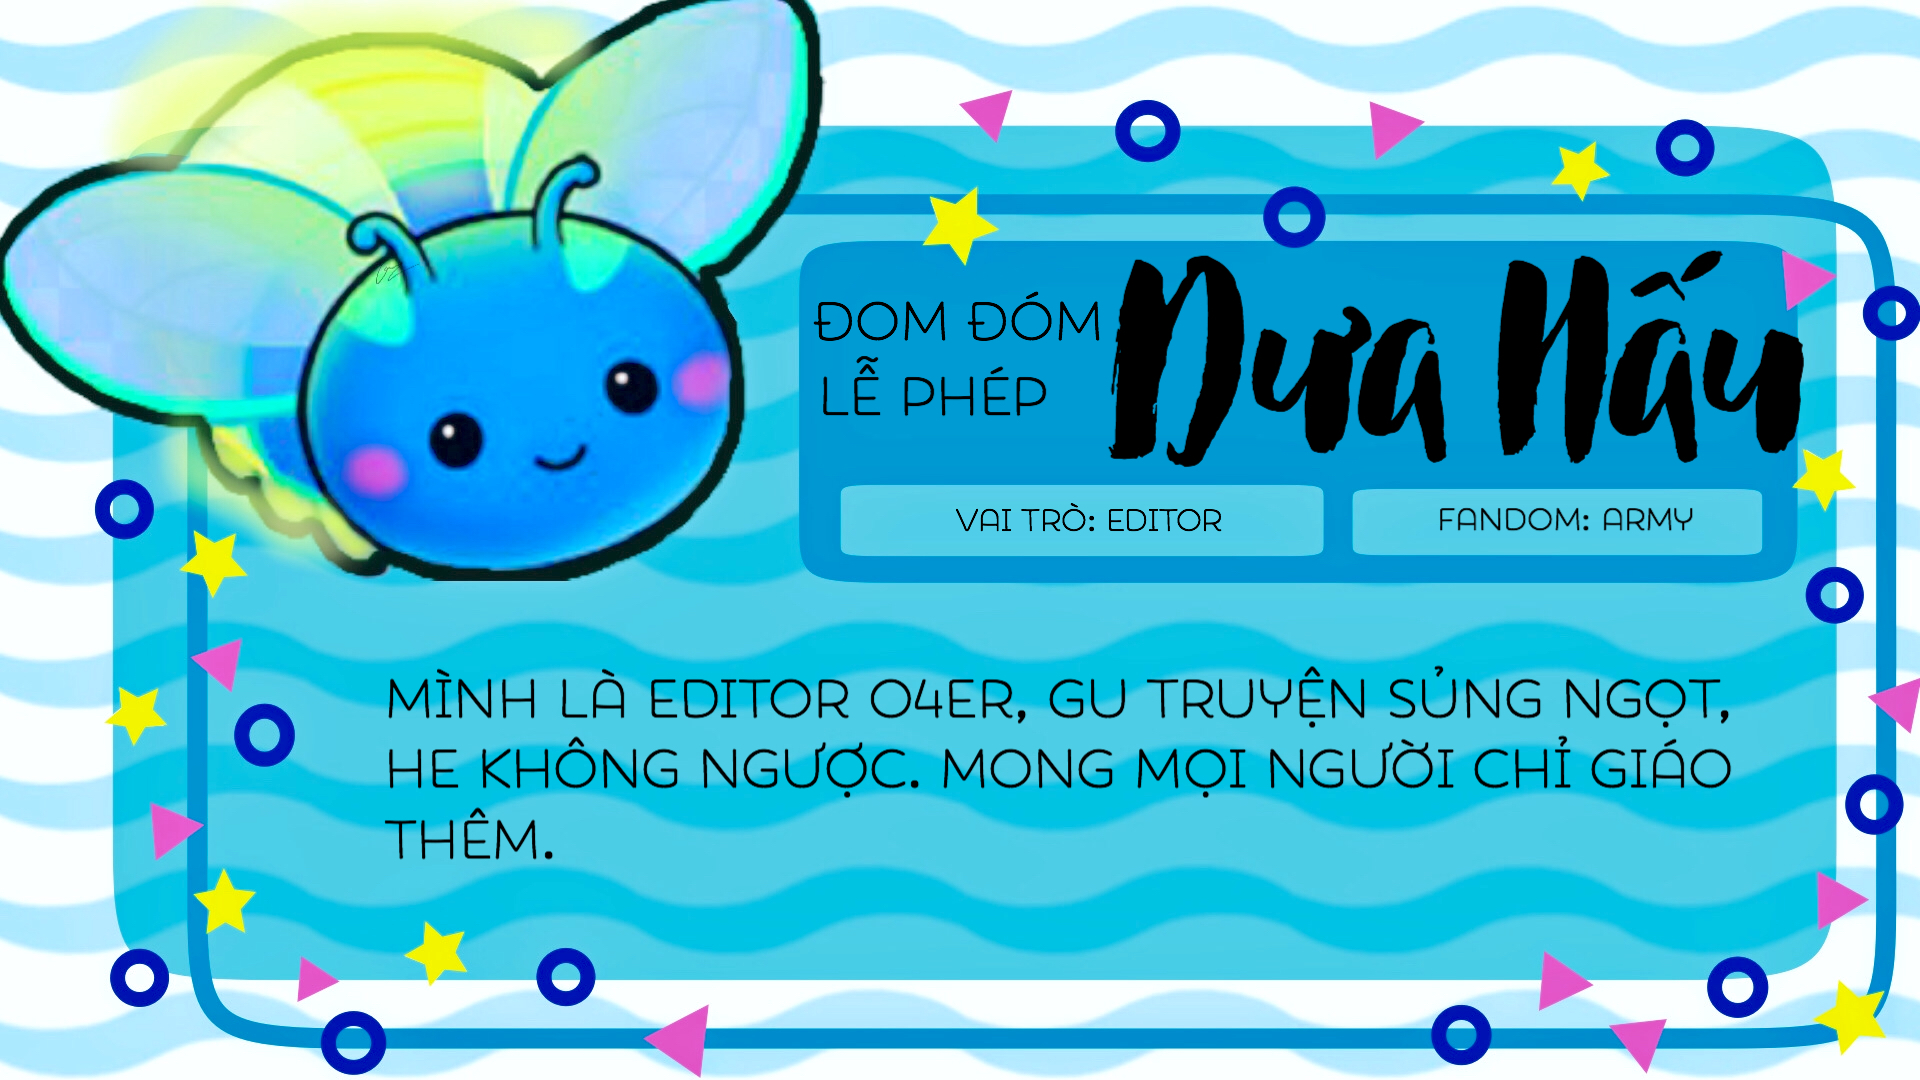 ĐOM ĐÓM
LỄ PHÉP
Dưa Hấu
VAI TRÒ: EDITOR
FANDOM: ARMY
MÌNH LÀ EDITOR 04ER, GU TRUYỆN SỦNG NGỌT,
HE KHÔNG NGƯỢC. MONG MỌI NGƯỜI CHỈ GIÁO
THÊM.